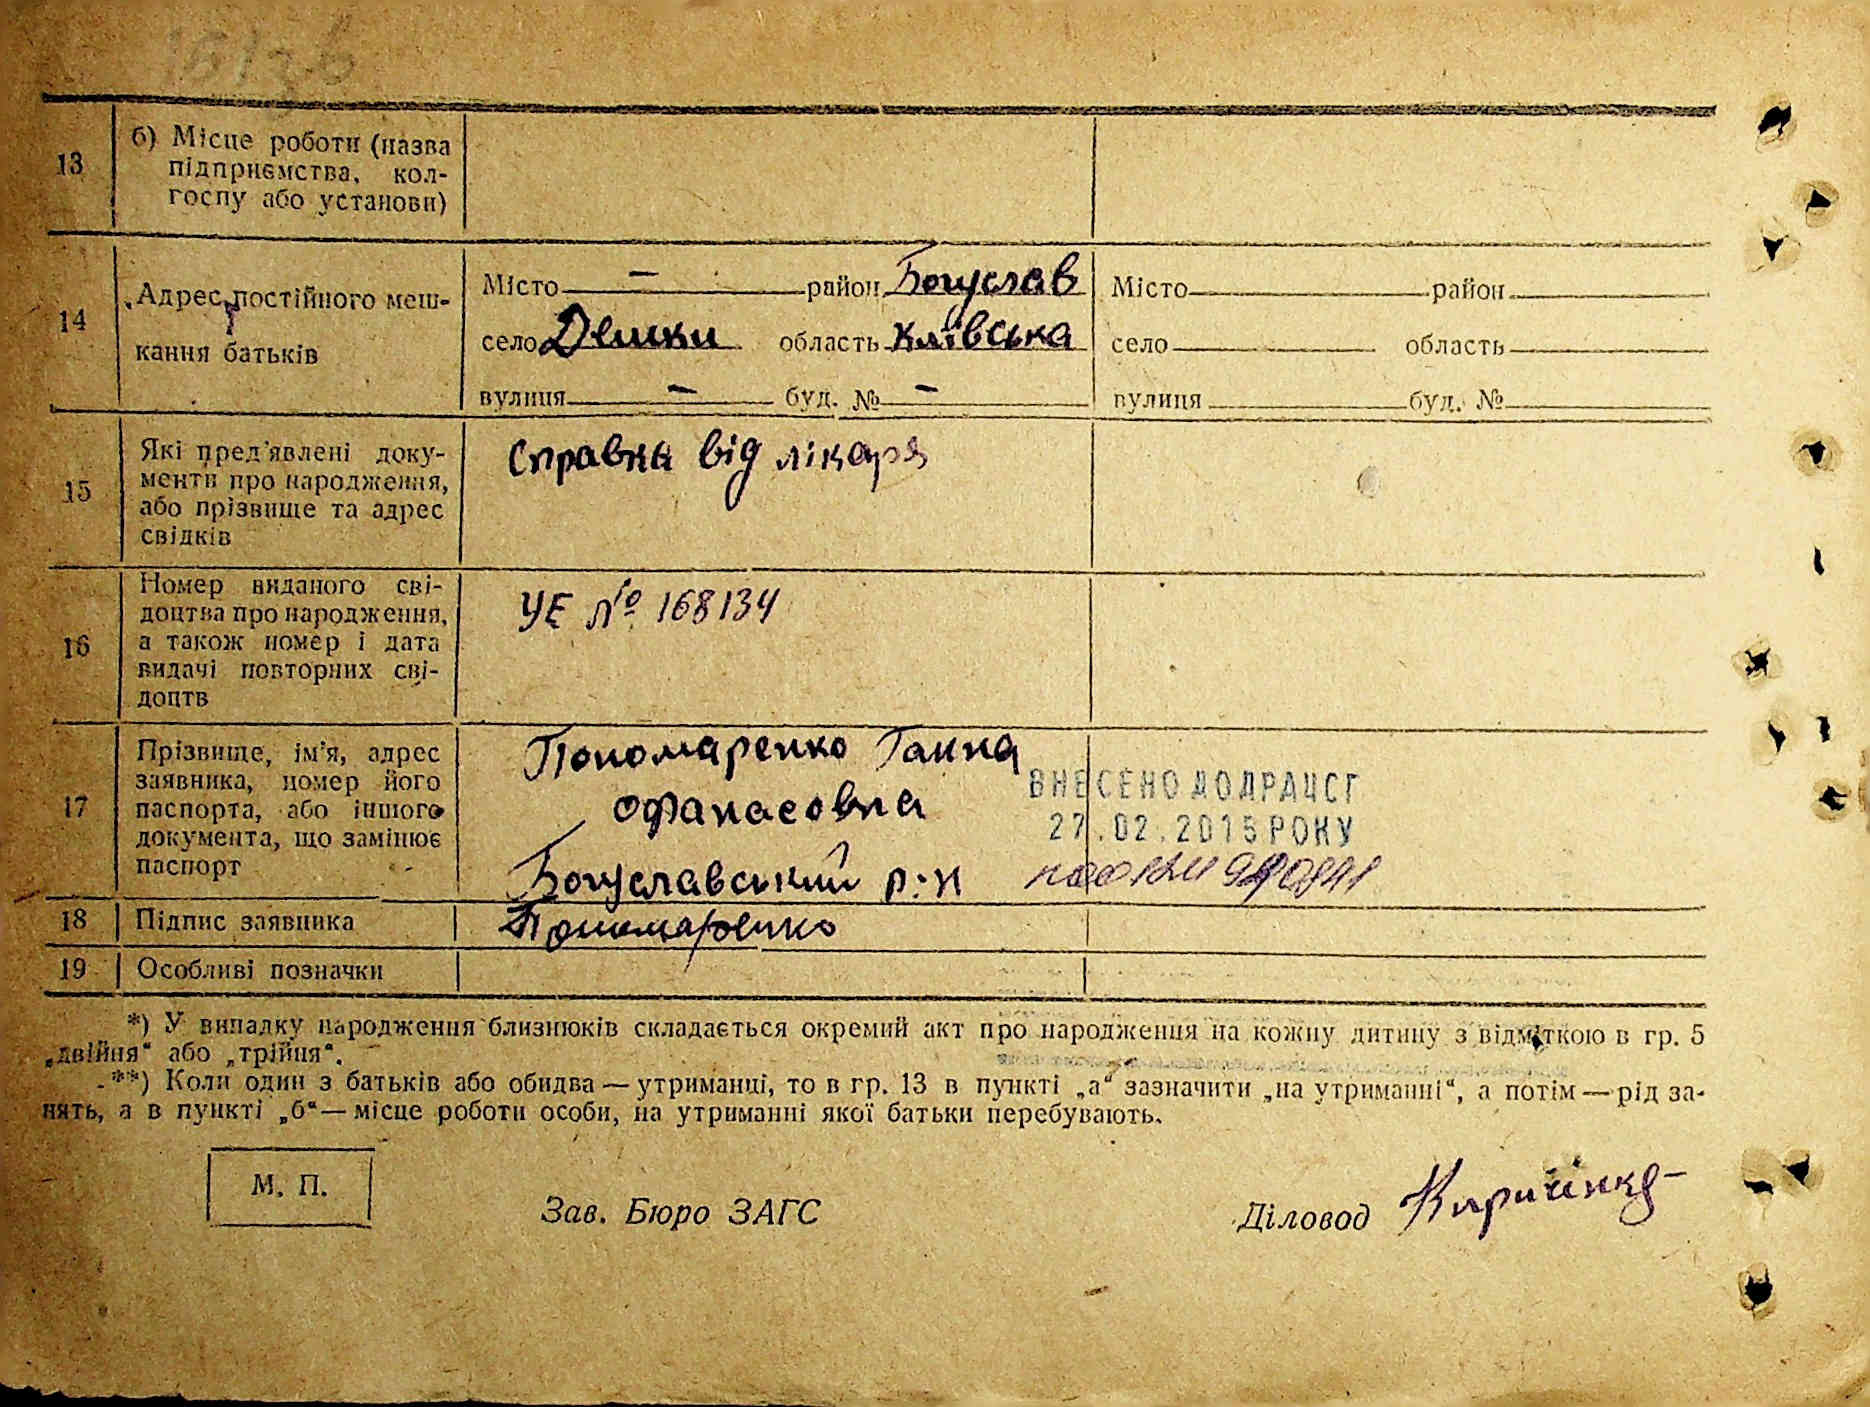 13 б) Місце роботи (назва
підприємства, кол-
госпу або установи)
14 Адрес постійного меш-
кання батьків
Місто — район Богуслав
село Дешки область Київська
вулиця — буд. № —
Місто район
село область
вулиця буд. №
15 Які пред'явлені доку-
менти про народження,
або прізвище та адрес
свідків
Справка від лікаря
16 Номер виданого сві-
доцтва про народження,
а також номер і дата
видачі повторних сві-
доцтв
УЕ № 168134
17 Прізвище, ім'я, адрес
заявника, номер його
паспорта, або іншого
документа, що замінює
паспорт
Пономаренко Ганна
Офанасовна
Богуславський р-н
ВНЕСЕНО ДО ДРАЦСГ
27.02.2015 РОКУ
18 Підпис заявника Пономаренко
19 Особливі позначки
*) У випадку народження близнюків складається окремий акт про народження на кожну дитину з відміткою в гр. 5
„двійня“ або „трійня“.
**) Коли один з батьків або обидва — утриманці, то в гр. 13 в пункті „а“ зазначити „на утриманні“, а потім — рід за-
нять, а в пункті „б“ — місце роботи особи, на утриманні якої батьки перебувають.
М. П.
Зав. Бюро ЗАГС
Діловод